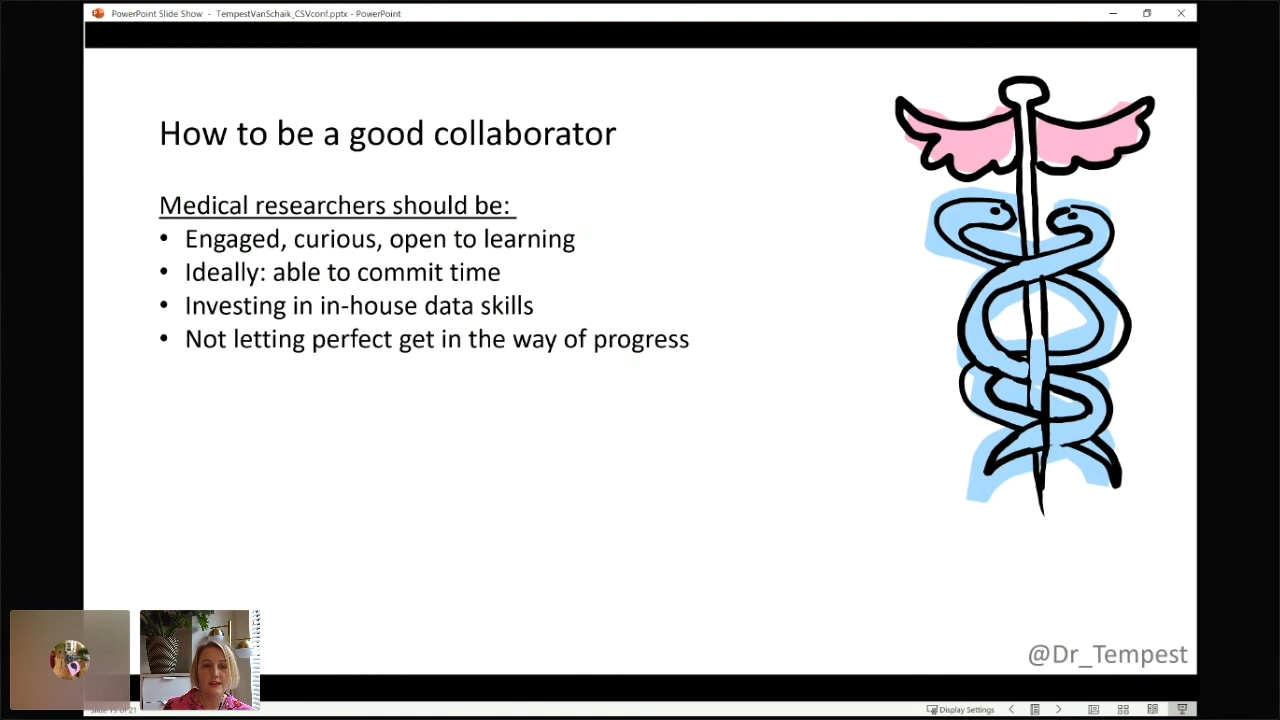 PowerPoint Slide Show - TempestVanSchaik_CSVconf.pptx - PowerPoint
How to be a good collaborator
Medical researchers should be:
• Engaged, curious, open to learning
• Ideally: able to commit time
• Investing in in-house data skills
• Not letting perfect get in the way of progress
@Dr_Tempest
Display Settings